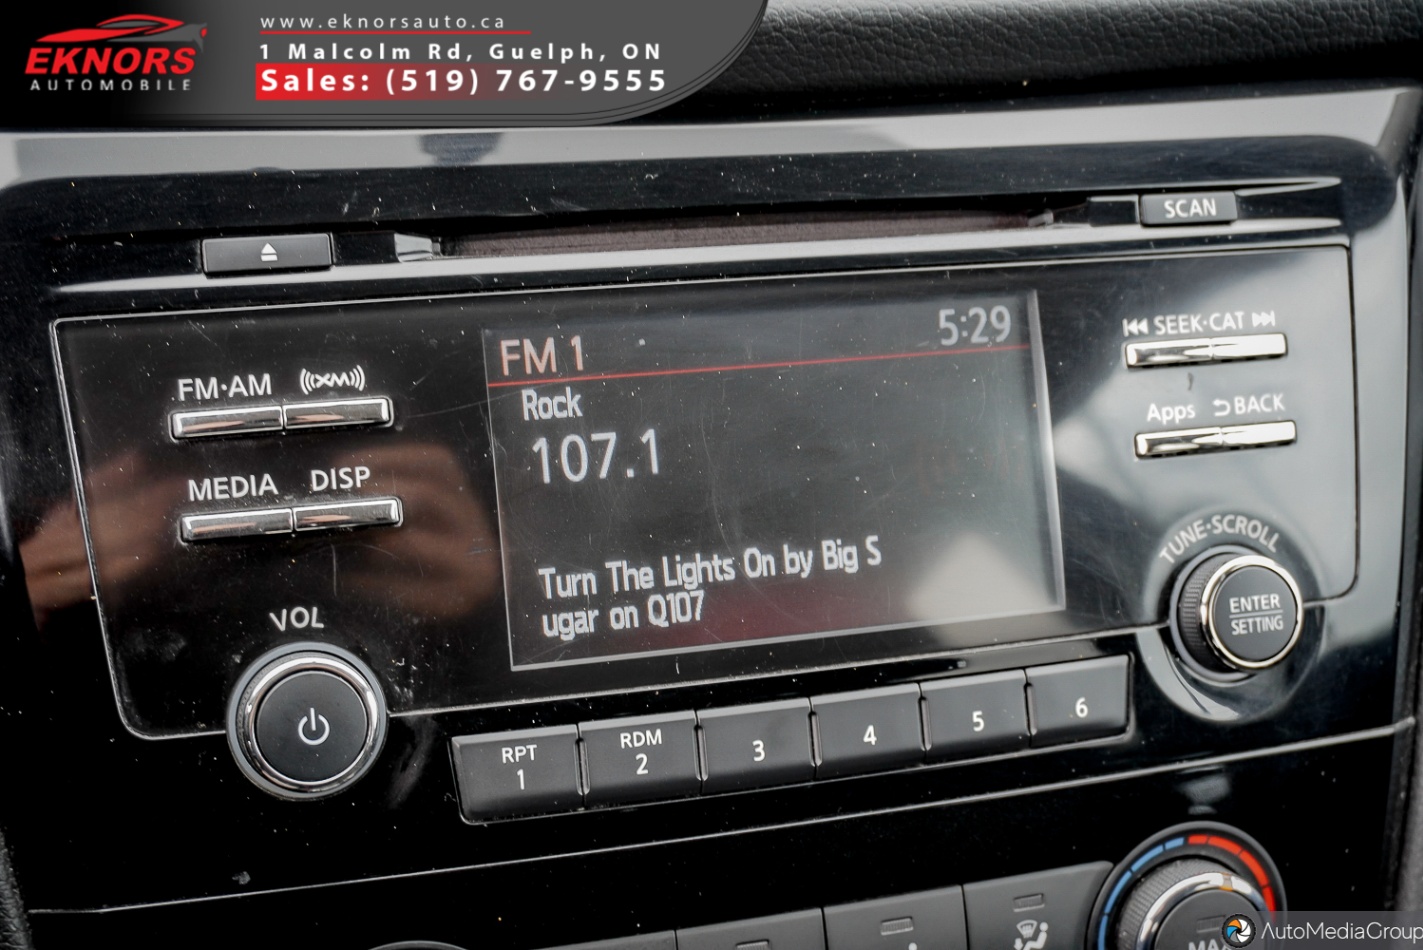 EKNORS
AUTOMOBILE
www.eknorsauto.ca
1 Malcolm Rd, Guelph, ON
Sales: (519) 767-9555
SCAN
FM·AM
XM
MEDIA
DISP
VOL
FM 1
5:29
Rock
107.1
Turn The Lights On by Big S
ugar on Q107
SEEK·CAT
Apps
BACK
TUNE·SCROLL
ENTER
SETTING
RPT
1
RDM
2
3
4
5
6
AutoMediaGroup